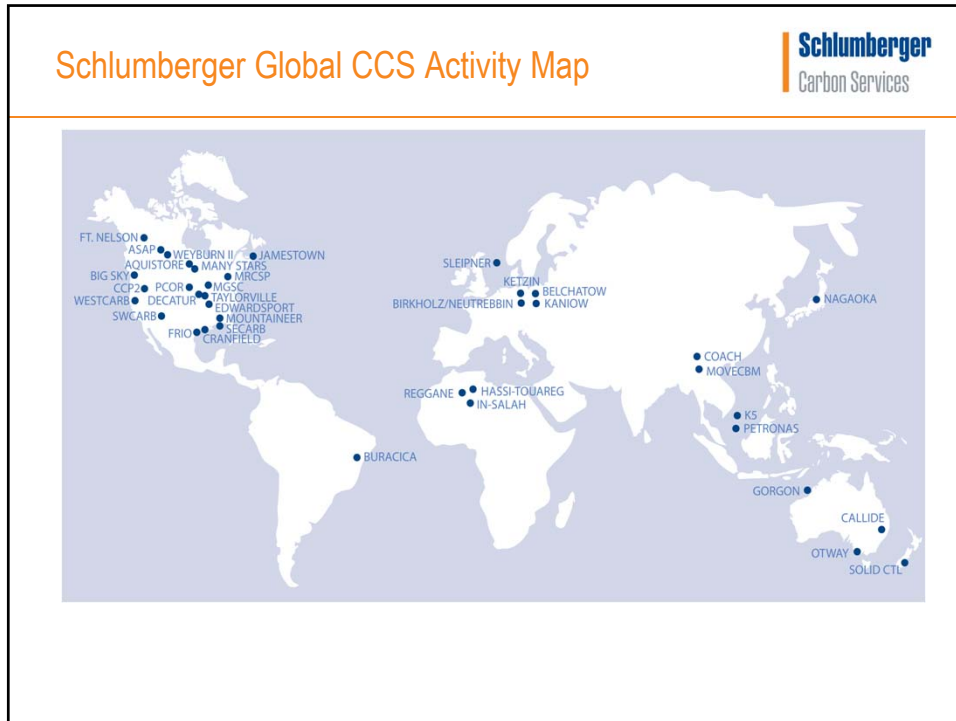 Schlumberger Global CCS Activity Map
Schlumberger
Carbon Services
FT. NELSON
ASAP
WEYBURN II
JAMESTOWN
AQUISTORE
MANY STARS
BIG SKY
MRCSP
CCP2
PCOR
MGSC
WESTCARB
DECATUR
TAYLORVILLE
EDWARDSPORT
SWCARB
MOUNTAINEER
FRIO
SECARB
CRANFIELD
SLEIPNER
KETZIN
BELCHATOW
BIRKHOLZ/NEUTREBBIN
KANIOW
NAGAOKA
COACH
MOVECBM
REGGANE
HASSI-TOUAREG
IN-SALAH
K5
PETRONAS
BURACICA
GORGON
CALLIDE
OTWAY
SOLID CTL